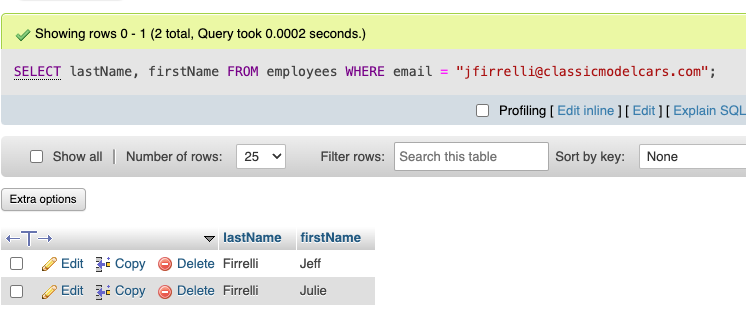 Showing rows 0 - 1 (2 total, Query took 0.0002 seconds.)
SELECT lastName, firstName FROM employees WHERE email = "jfirrelli@classicmodelcars.com";
Profiling [ Edit inline ] [ Edit ] [ Explain SQL
Show all | Number of rows: 25 Filter rows: Search this table Sort by key: None
Extra options
lastName firstName
Edit Copy Delete Firrelli Jeff
Edit Copy Delete Firrelli Julie